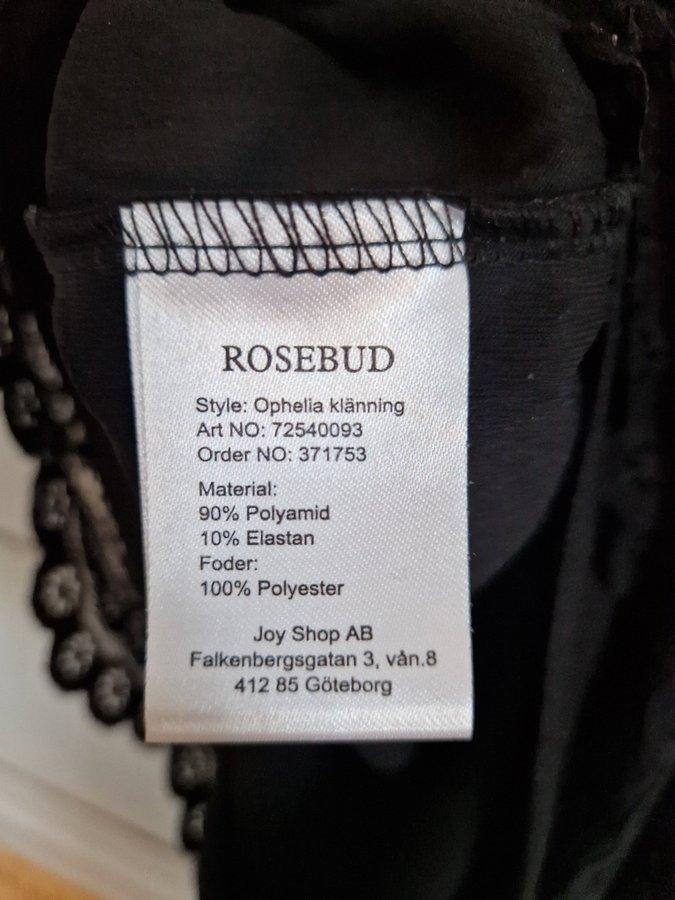 ROSEBUD
Style: Ophelia klänning
Art NO: 72540093
Order NO: 371753
Material:
90% Polyamid
10% Elastan
Foder:
100% Polyester
Joy Shop AB
Falkenbergsgatan 3, vån.8
412 85 Göteborg